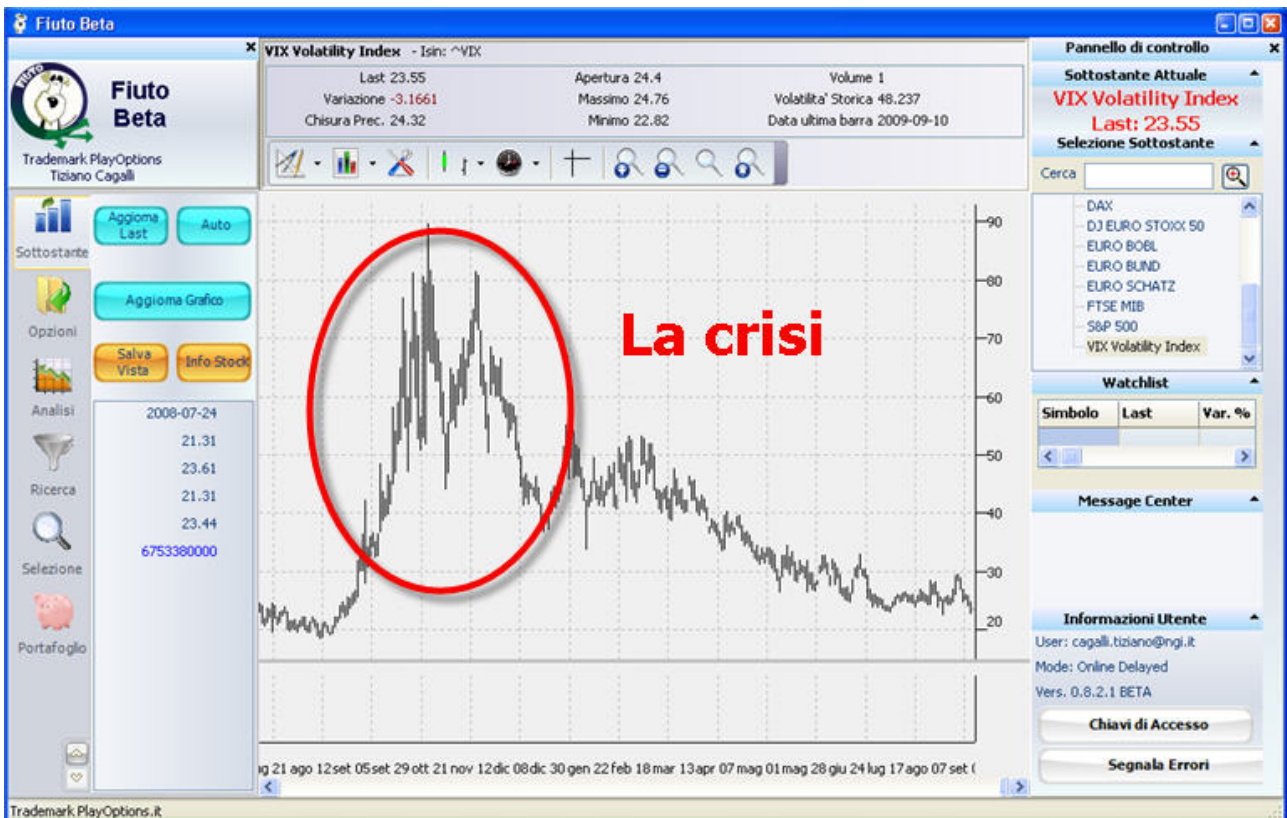 Fiuto Beta
FIUTO
Fiuto
Beta
Trademark PlayOptions
Tiziano Cagalli
VIX Volatility Index - Isin: ^VIX
Last 23.55 Apertura 24.4 Volume 1
Variazione -3.1661 Massimo 24.76 Volatilita' Storica 48.237
Chisura Prec. 24.32 Minimo 22.82 Data ultima barra 2009-09-10
Sottostante
Opzioni
Analisi
Ricerca
Selezione
Portafoglio
Aggiorna
Last
Auto
Aggiorna Grafico
Salva
Vista
Info Stock
2008-07-24
21.31
23.61
21.31
23.44
6753380000
La crisi
90
80
70
60
50
40
30
20
21 ago 12 set 05 set 29 ott 21 nov 12 dic 08 dic 30 gen 22 feb 18 mar 13 apr 07 mag 01 mag 28 giu 24 lug 17 ago 07 set
Pannello di controllo
Sottostante Attuale
VIX Volatility Index
Last: 23.55
Selezione Sottostante
Cerca
DAX
DJ EURO STOXX 50
EURO BOBL
EURO BUND
EURO SCHATZ
FTSE MIB
S&P 500
VIX Volatility Index
Watchlist
Simbolo Last Var. %
Message Center
Informazioni Utente
User: cagalli.tiziano@ngi.it
Mode: Online Delayed
Vers. 0.8.2.1 BETA
Chiavi di Accesso
Segnala Errori
Trademark PlayOptions.it